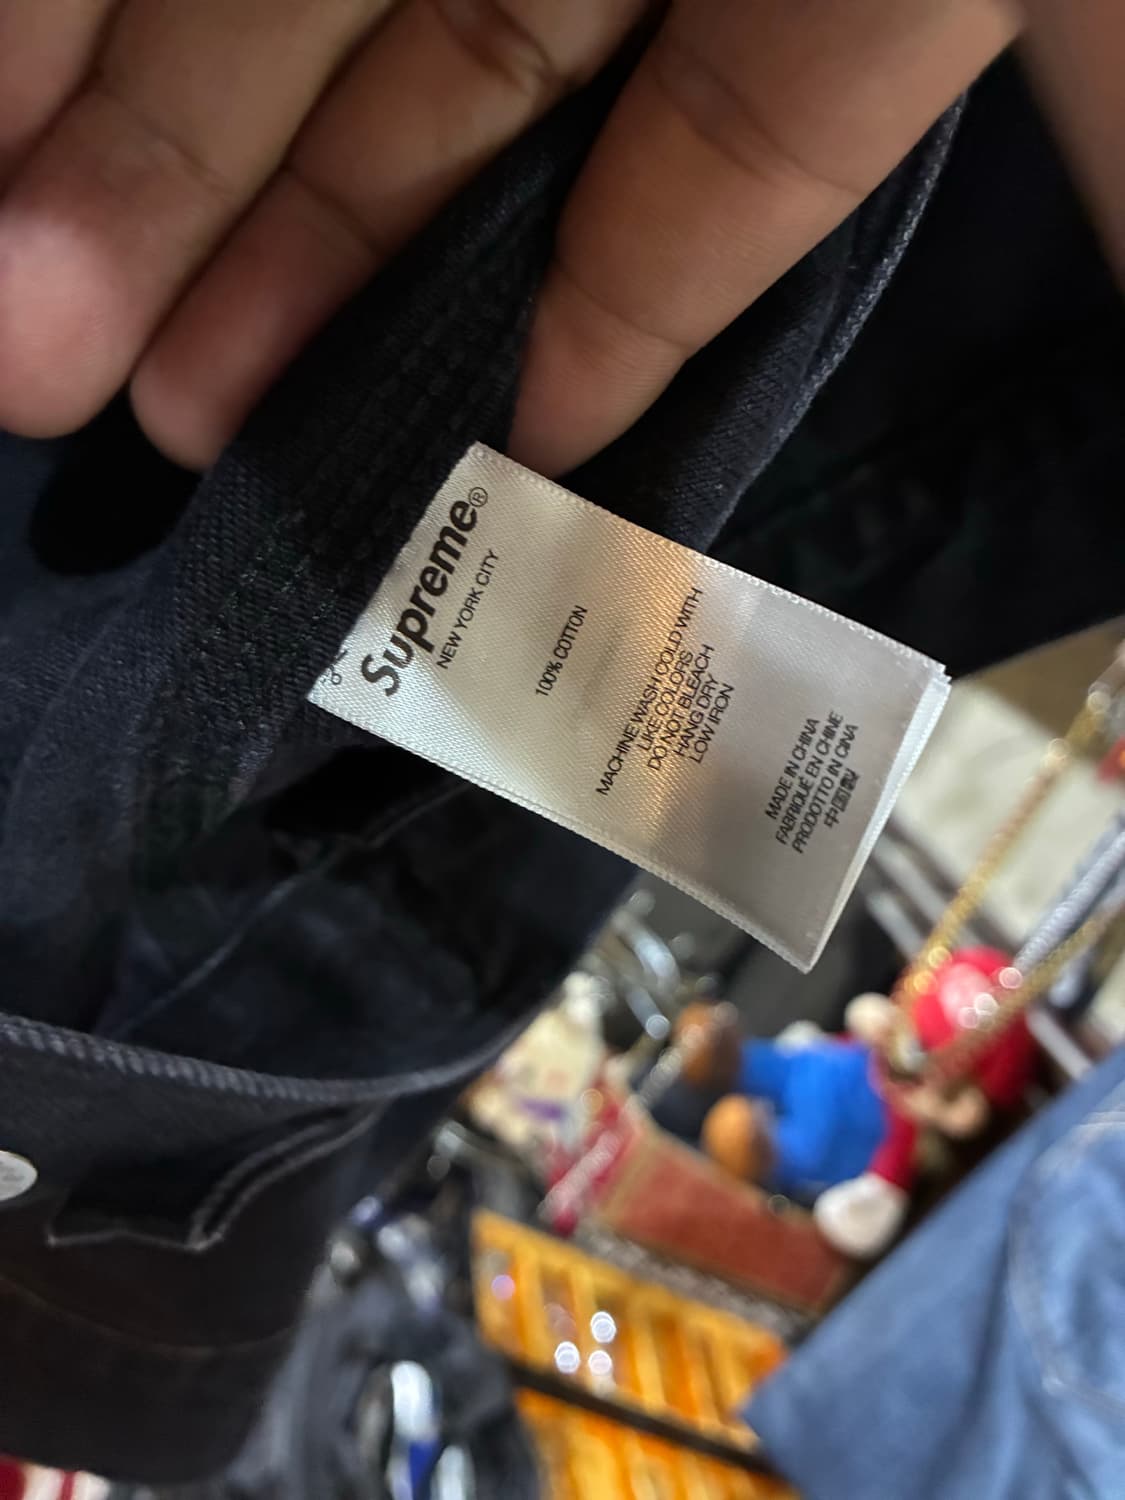 Supreme®
NEW YORK CITY
100% COTTON
MACHINE WASH COLD WITH
LIKE COLORS
DO NOT BLEACH
HANG DRY
LOW IRON
MADE IN CHINA
FABRIQUÉ EN CHINE
PRODOTTO IN CINA
中国製